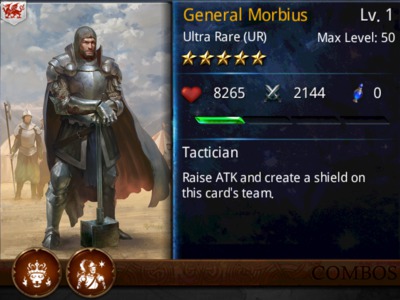 General Morbius Lv. 1
Ultra Rare (UR) Max Level: 50
8265 2144 0
Tactician
Raise ATK and create a shield on
this card's team.
COMBOS